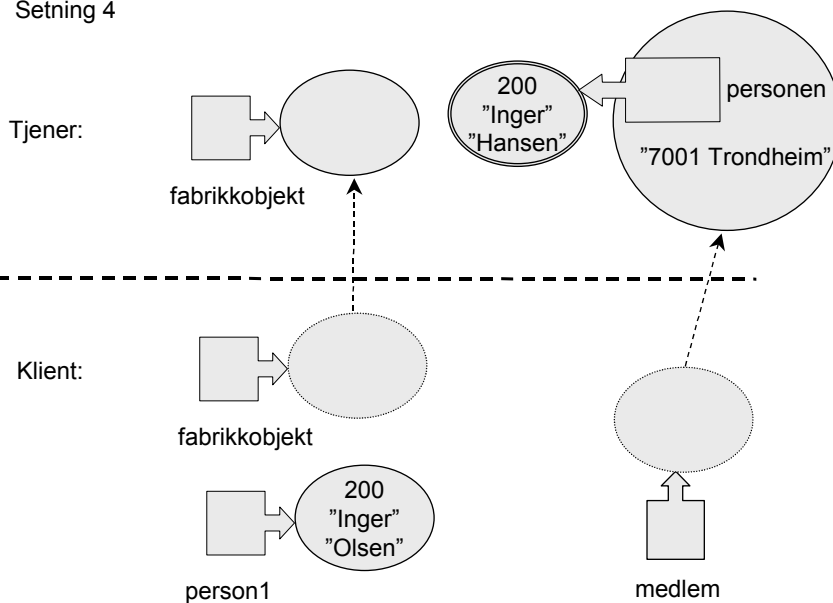 Setning 4
Tjener:
fabrikkobjekt
200
"Inger"
"Hansen"
personen
"7001 Trondheim"
Klient:
fabrikkobjekt
200
"Inger"
"Olsen"
person1
medlem